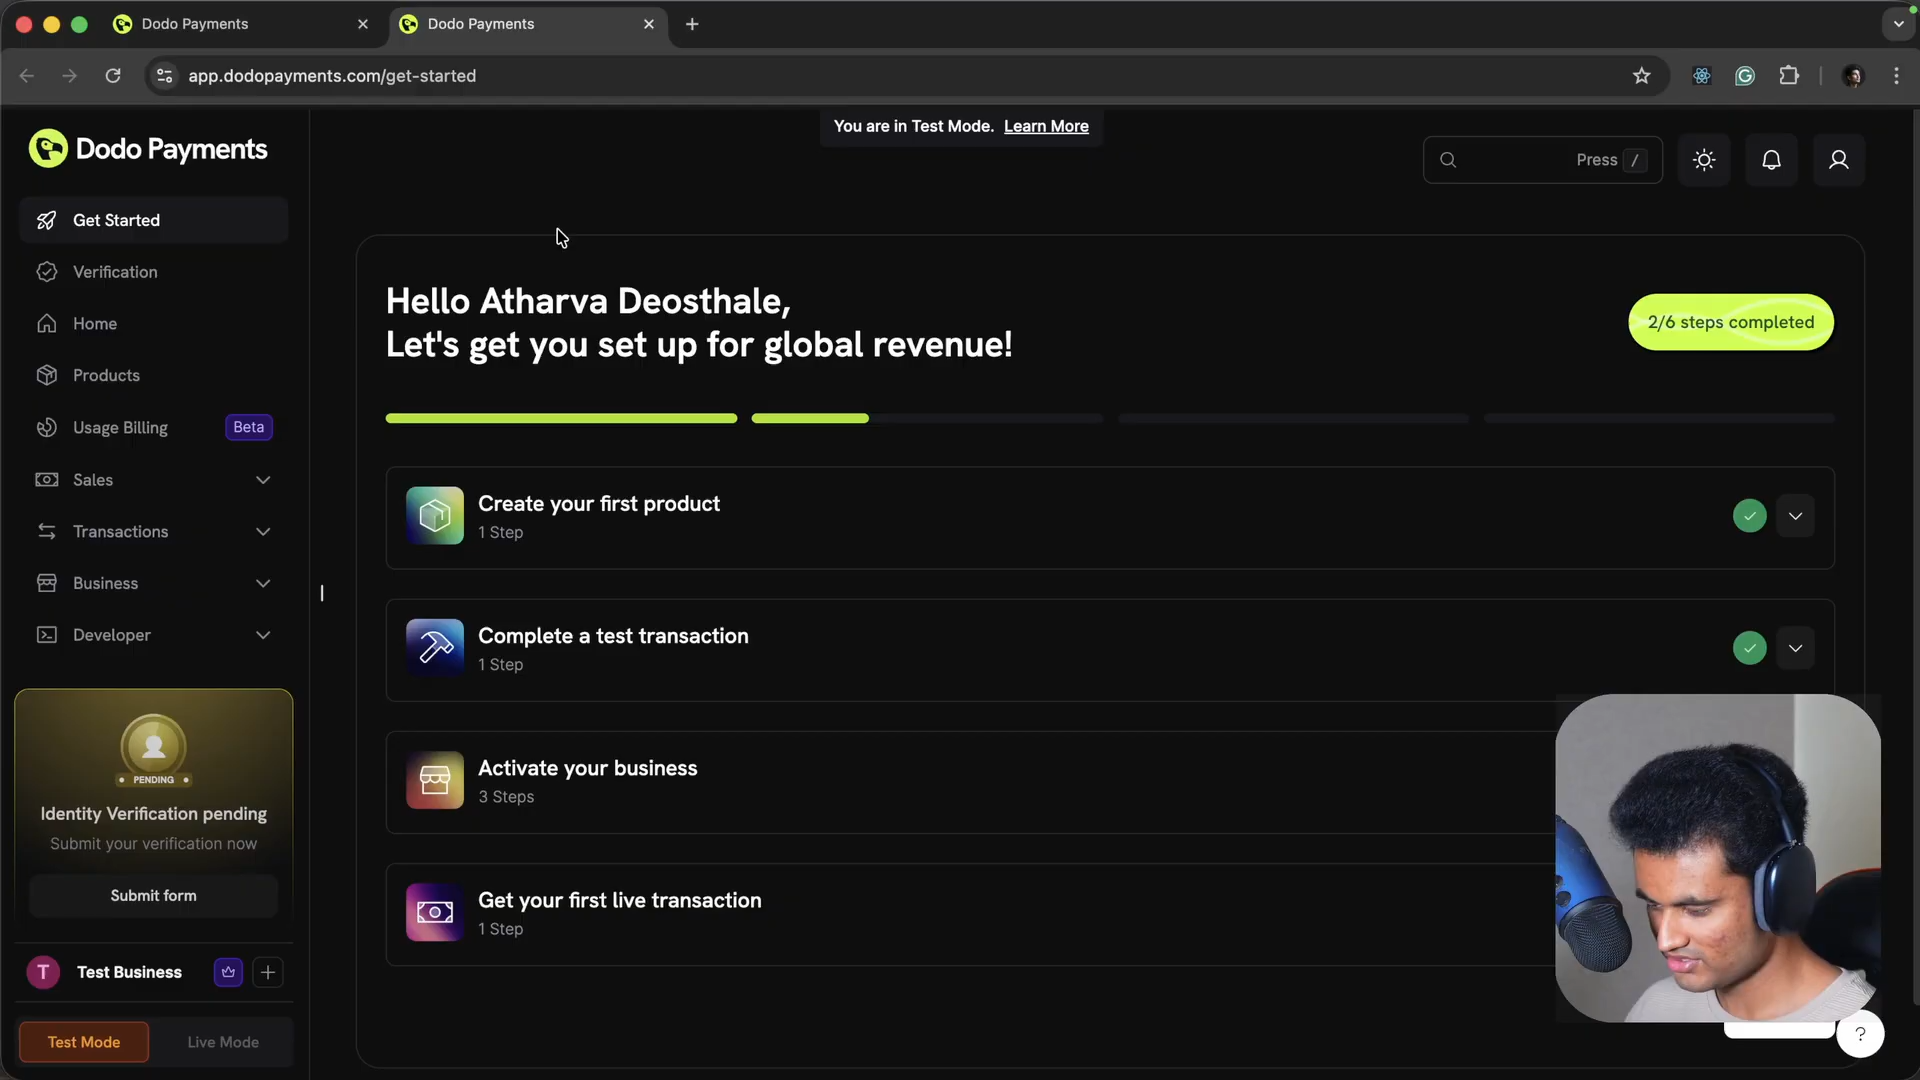 Dodo Payments
Dodo Payments
app.dodopayments.com/get-started
Dodo Payments
You are in Test Mode. Learn More
Press /
Get Started
Verification
Home
Products
Usage Billing Beta
Sales
Transactions
Business
Developer
PENDING
Identity Verification pending
Submit your verification now
Submit form
T Test Business
Test Mode Live Mode
Hello Atharva Deosthale,
Let's get you set up for global revenue!
2/6 steps completed
Create your first product
1 Step
Complete a test transaction
1 Step
Activate your business
3 Steps
Get your first live transaction
1 Step
?